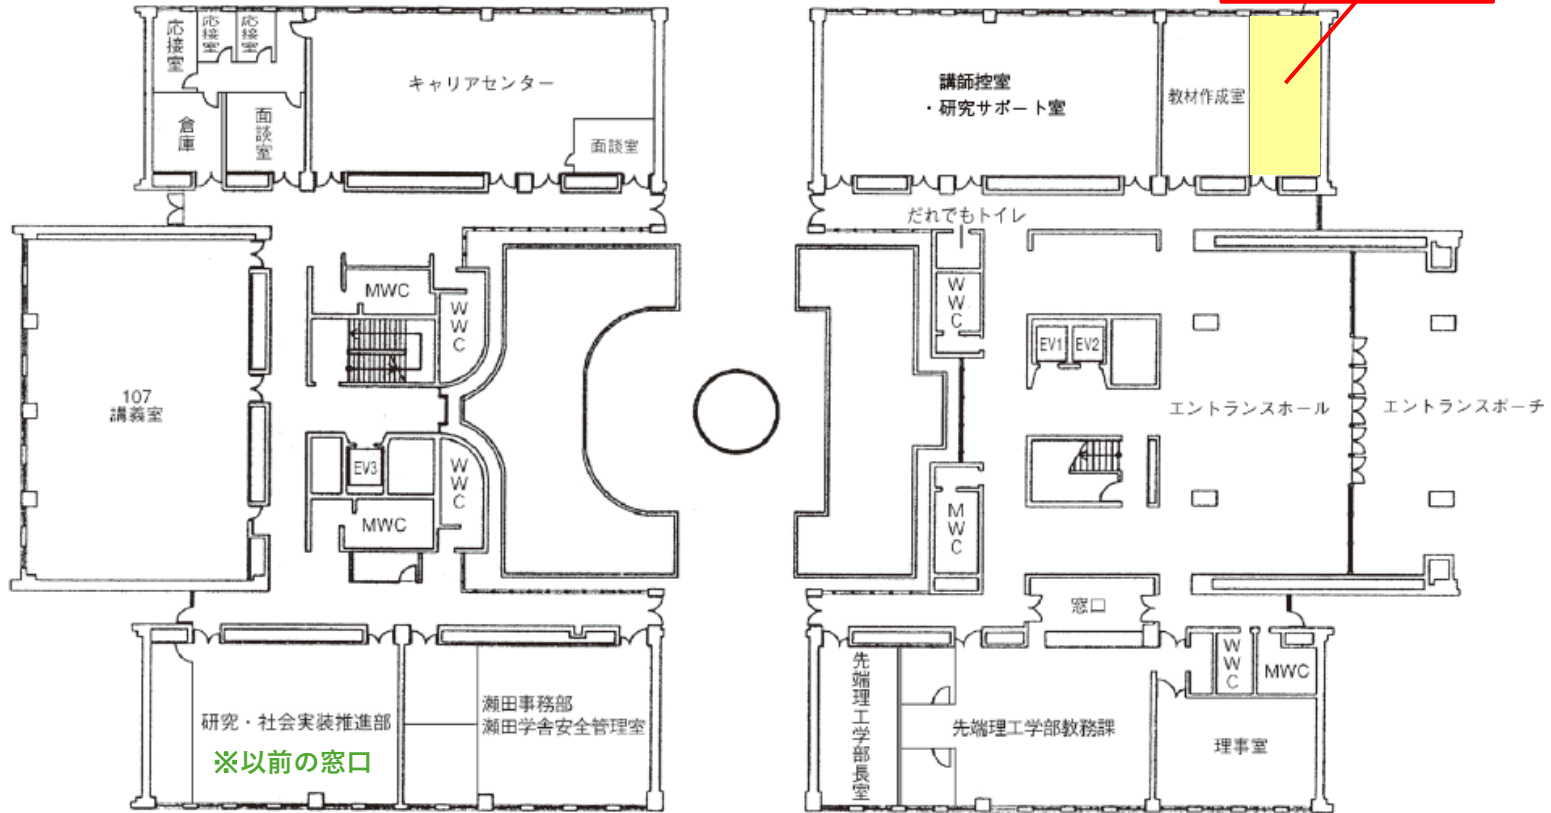 応接室
応接室
応接室
キャリアセンター
倉庫
面談室
面談室
講師控室
・研究サポート室
教材作成室
だれでもトイレ
MWC
WWC
WWC
EV1
EV2
107
講義室
エントランスホール
エントランスポーチ
EV3
WWC
MWC
MWC
窓口
研究・社会実装推進部
※以前の窓口
瀬田事務部
瀬田学舎安全管理室
先端理工学部長室
先端理工学部教務課
WWC
MWC
理事室